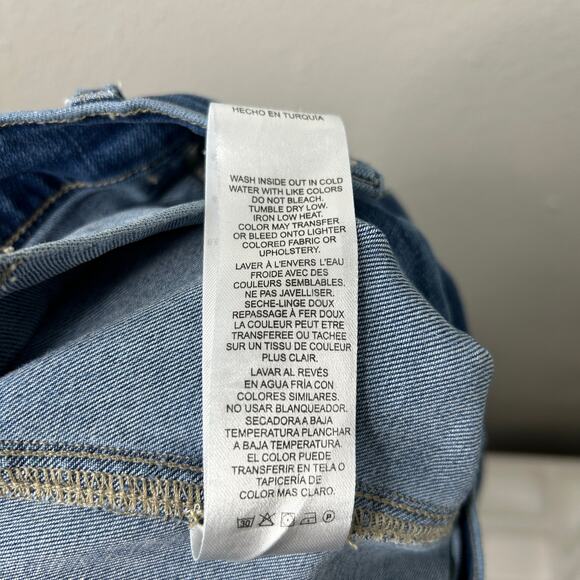 HECHO EN TURQUÍA
WASH INSIDE OUT IN COLD
WATER WITH LIKE COLORS
DO NOT BLEACH.
TUMBLE DRY LOW.
IRON LOW HEAT.
COLOR MAY TRANSFER
OR BLEED ONTO LIGHTER
COLORED FABRIC OR
UPHOLSTERY.
LAVER À L'ENVERS L'EAU
FROIDE AVEC DES
COULEURS SEMBLABLES.
NE PAS JAVELLISER.
SECHE-LINGE DOUX
REPASSAGE À FER DOUX
LA COULEUR PEUT ETRE
TRANSFEREE OU TACHEE
SUR UN TISSU DE COULEUR
PLUS CLAIR.
LAVAR AL REVÉS
EN AGUA FRÍA CON
COLORES SIMILARES.
NO USAR BLANQUEADOR.
SECADORA A BAJA
TEMPERATURA PLANCHAR
A BAJA TEMPERATURA.
EL COLOR PUEDE
TRANSFERIR EN TELA O
TAPICERÍA DE
COLOR MAS CLARO.
30 P